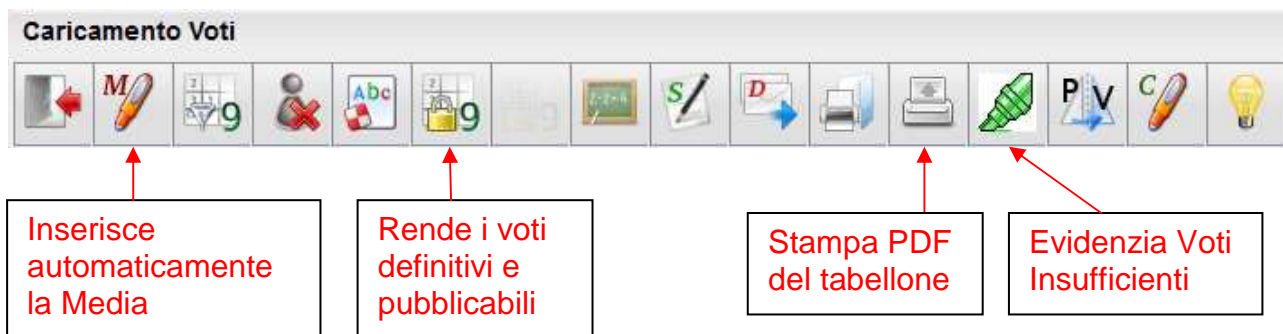 Caricamento Voti
M 9 Abc 9 S D P V C
Inserisce
automaticamente
la Media
Rende i voti
definitivi e
pubblicabili
Stampa PDF
del tabellone
Evidenzia Voti
Insufficienti